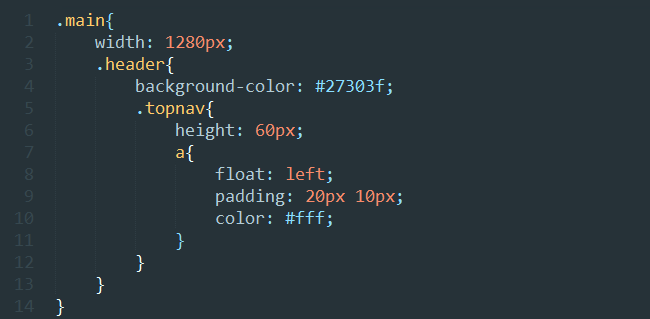 1 .main{
2     width: 1280px;
3     .header{
4         background-color: #27303f;
5         .topnav{
6             height: 60px;
7             a{
8                 float: left;
9                 padding: 20px 10px;
10                 color: #fff;
11             }
12         }
13     }
14 }